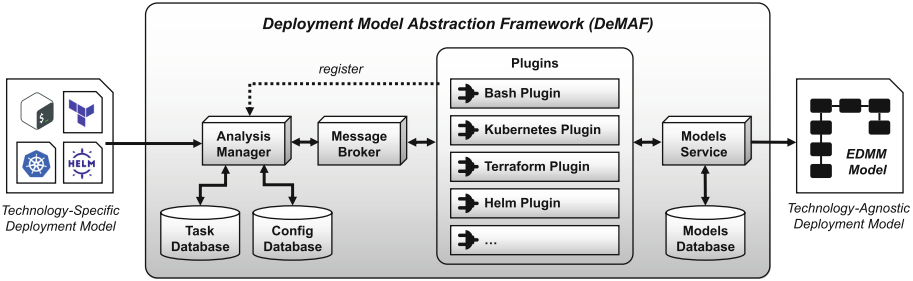 Deployment Model Abstraction Framework (DeMAF)
register
Plugins
Bash Plugin
Kubernetes Plugin
Terraform Plugin
Helm Plugin
...
$
HELM
Technology-Specific
Deployment Model
Analysis
Manager
Message
Broker
Task
Database
Config
Database
Models
Service
Models
Database
EDMM
Model
Technology-Agnostic
Deployment Model